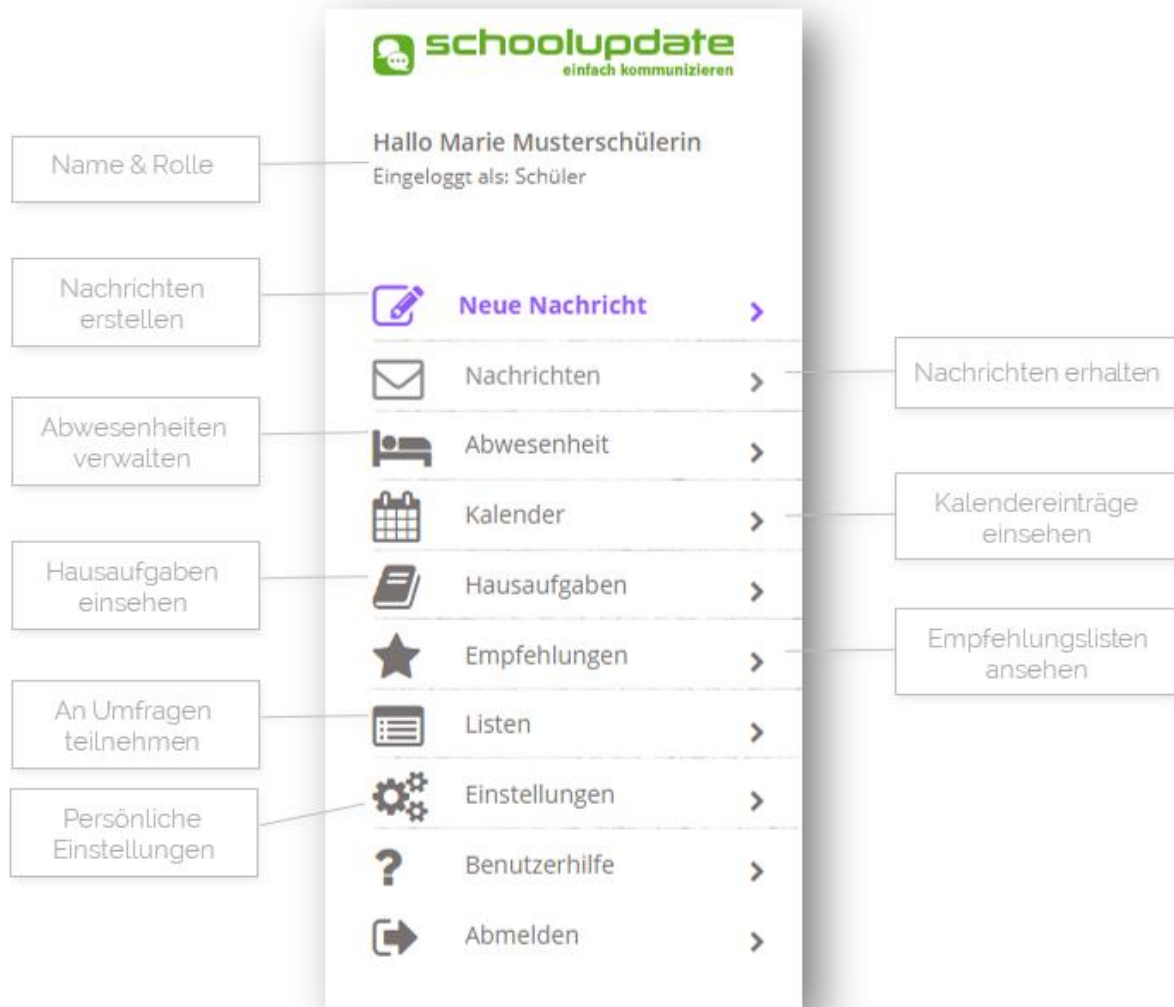 schoolupdate
einfach kommunizieren
Hallo Marie Musterschülerin
Eingeloggt als: Schüler
Name & Rolle
Nachrichten
erstellen
Neue Nachricht
Nachrichten
Nachrichten erhalten
Abwesenheiten
verwalten
Abwesenheit
Kalender
Kalendereinträge
einsehen
Hausaufgaben
einsehen
Hausaufgaben
Empfehlungen
Empfehlungslisten
ansehen
An Umfragen
teilnehmen
Listen
Persönliche
Einstellungen
Einstellungen
Benutzerhilfe
Abmelden